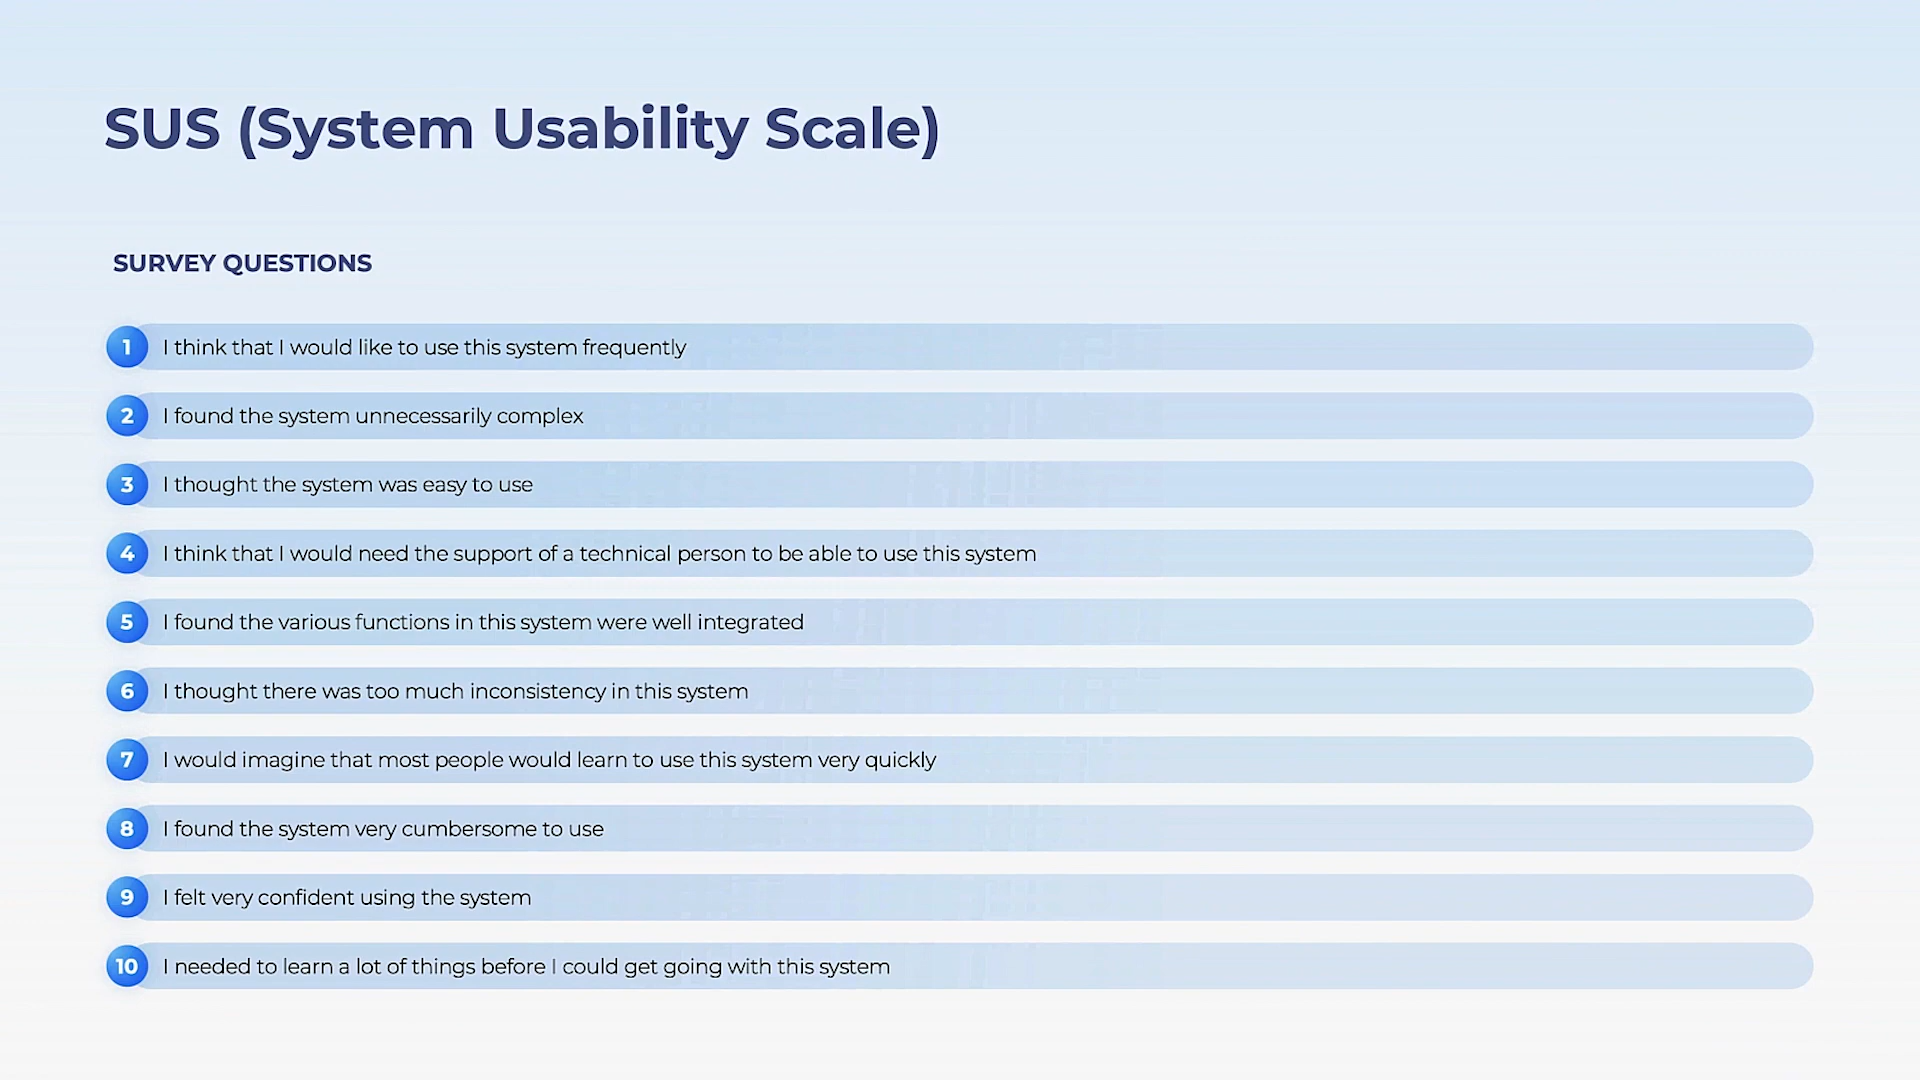 SUS (System Usability Scale)
SURVEY QUESTIONS
1 I think that I would like to use this system frequently
2 I found the system unnecessarily complex
3 I thought the system was easy to use
4 I think that I would need the support of a technical person to be able to use this system
5 I found the various functions in this system were well integrated
6 I thought there was too much inconsistency in this system
7 I would imagine that most people would learn to use this system very quickly
8 I found the system very cumbersome to use
9 I felt very confident using the system
10 I needed to learn a lot of things before I could get going with this system